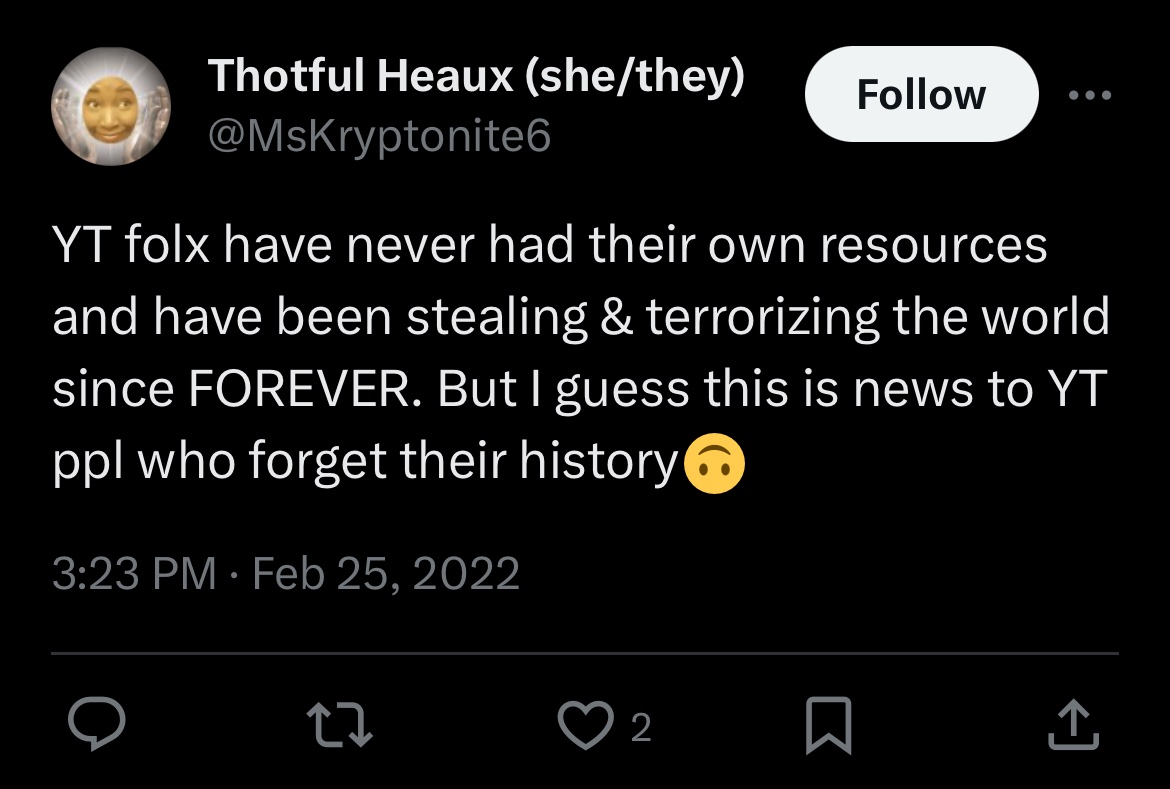 Thotful Heaux (she/they)
Follow
@MsKryptonite6
YT folx have never had their own resources
and have been stealing & terrorizing the world
since FOREVER. But I guess this is news to YT
ppl who forget their history🙃
3:23 PM · Feb 25, 2022
2